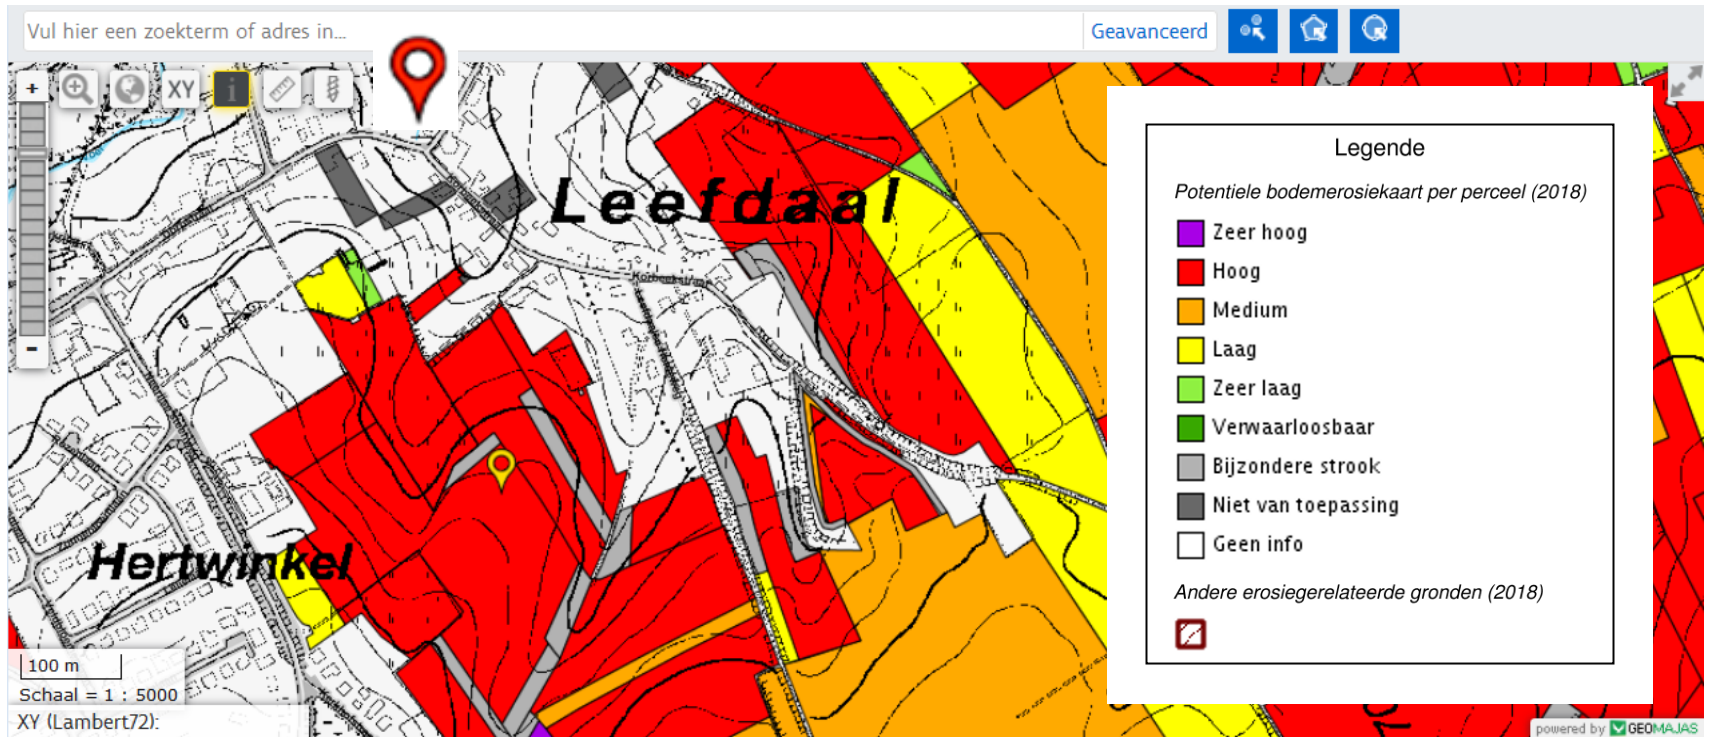 Vul hier een zoekterm of adres in...
Geavanceerd
+
XY
i
Leefdaal
Korbeekstraat
Hertwinkel
-
100 m
Schaal = 1 : 5000
XY (Lambert72):
Legende
Potentiele bodemerosiekaart per perceel (2018)
Zeer hoog
Hoog
Medium
Laag
Zeer laag
Verwaarloosbaar
Bijzondere strook
Niet van toepassing
Geen info
Andere erosiegerelateerde gronden (2018)
powered by GEOMAJAS